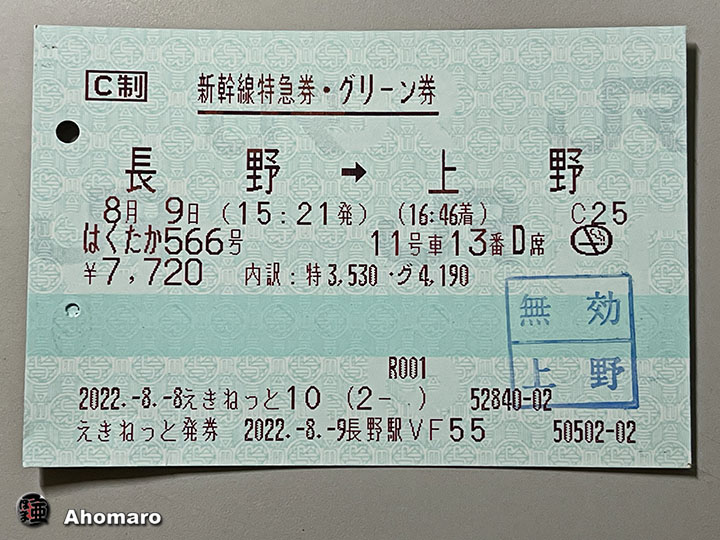 C制 新幹線特急券・グリーン券
長 野 → 上 野
8月 9日 (15:21発) (16:46着) C25
はくたか566号 11号車13番D席
¥7,720 内訳:特3,530・グ4,190
無効
上野
R001
2022.-8.-8えきねっと10 (2- ) 52840-02
えきねっと発券 2022.-8.-9長野駅VF55 50502-02
Ahomaro